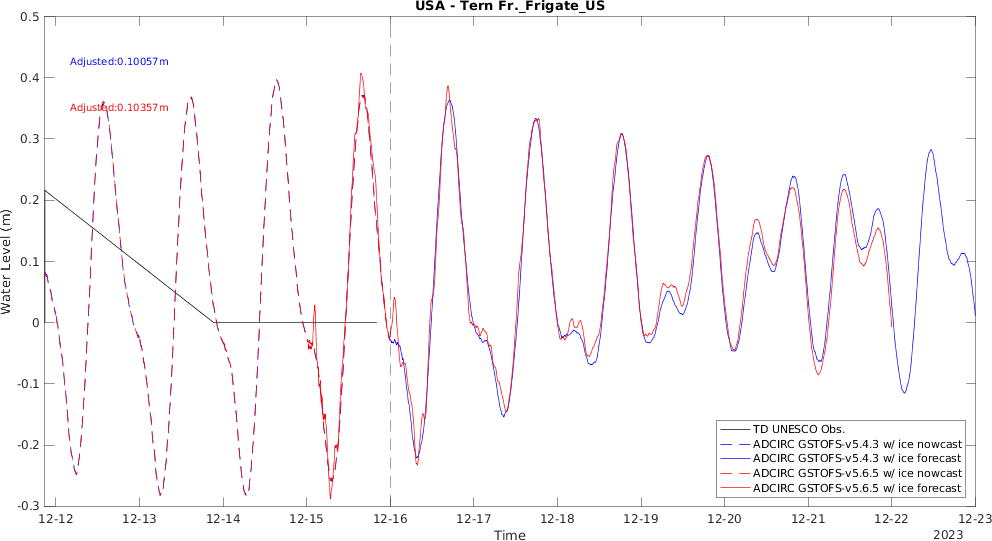 USA - Tern Fr._Frigate_US
0.5
Adjusted:0.10057m
0.4
Adjusted:0.10357m
0.3
0.2
0.1
0
-0.1
-0.2
-0.3
Water Level (m)
TD UNESCO Obs.
ADCIRC GSTOFS-v5.4.3 w/ ice nowcast
ADCIRC GSTOFS-v5.4.3 w/ ice forecast
ADCIRC GSTOFS-v5.6.5 w/ ice nowcast
ADCIRC GSTOFS-v5.6.5 w/ ice forecast
12-12 12-13 12-14 12-15 12-16 12-17 12-18 12-19 12-20 12-21 12-22 12-23
Time
2023